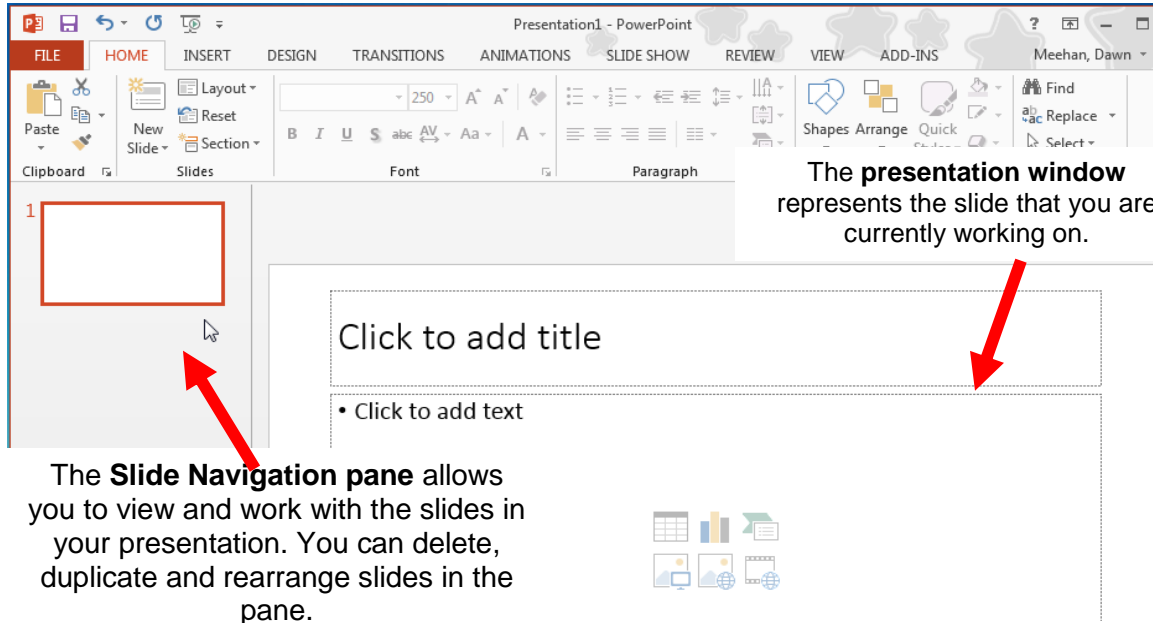 Presentation1 - PowerPoint
?
FILE HOME INSERT DESIGN TRANSITIONS ANIMATIONS SLIDE SHOW REVIEW VIEW ADD-INS Meehan, Dawn
Layout
250 A A
Find
Reset
Replace
Paste
New
Slide
Section
B I U S abc AV Aa A
Shapes Arrange Quick
Styles
Select
Clipboard Slides Font Paragraph
The presentation window
represents the slide that you are
currently working on.
1
Click to add title
• Click to add text
The Slide Navigation pane allows
you to view and work with the slides in
your presentation. You can delete,
duplicate and rearrange slides in the
pane.